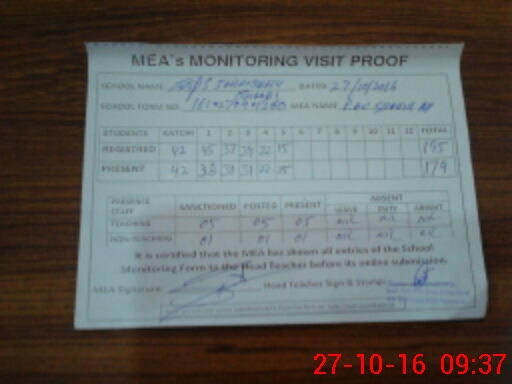 MEA's MONITORING VISIT PROOF
SCHOOL NAME DATED 27/10/2016
SCHOOL FORM NO. MEA NAME
STUDENTS KATCHI 1 2 3 4 5 6 7 8 9 10 11 12 TOTAL
REGISTRED 42 45 37 34 22 15 195
PRESENT 42 38 30 31 22 15 179
PRESENCE STAFF SANCTIONED POSTED PRESENT ABSENT
LEAVE DUTY ABSENT
TEACHING 05 05 05 NIL NIL NIL
NON-TEACHING 01 01 01 NIL NIL NIL
It is certified that the MEA has shown all entries of the School
Monitoring Form to the Head Teacher before its online submission.
MEA Signature: Head Teacher Sign & Stamp:
27-10-16 09:37